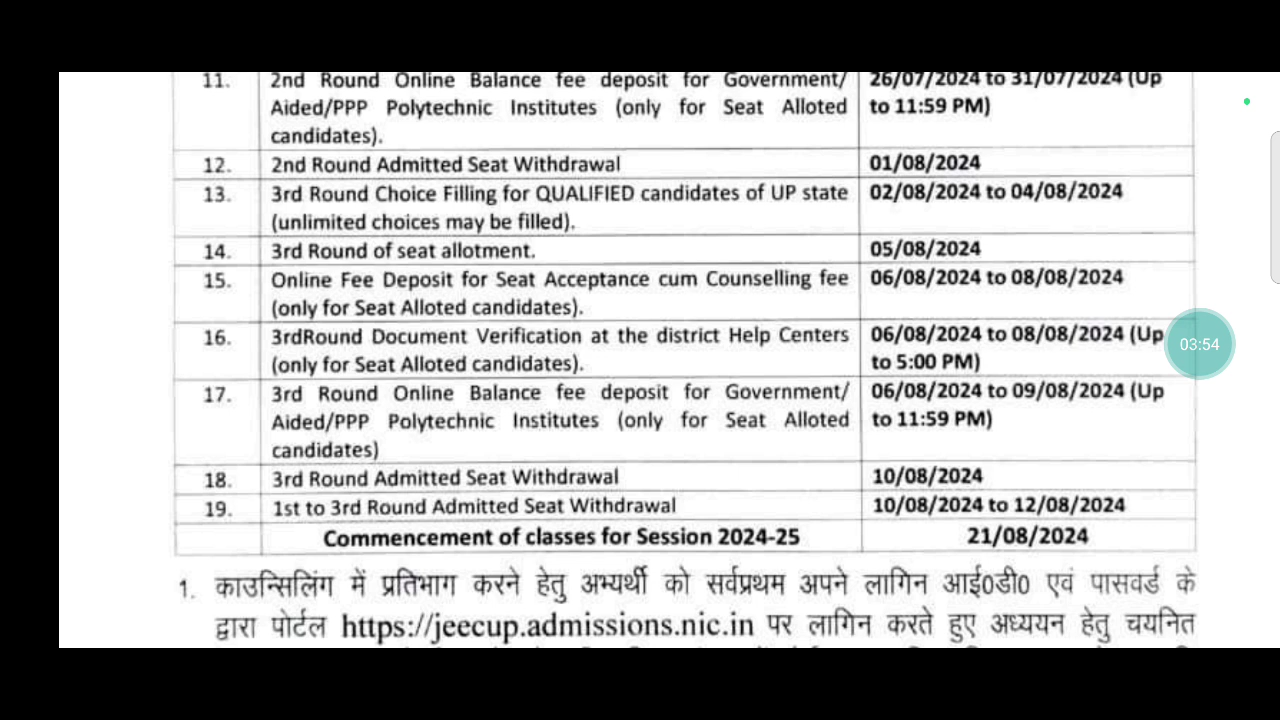 11. 2nd Round Online Balance fee deposit for Government/ 26/07/2024 to 31/07/2024 (Up
Aided/PPP Polytechnic Institutes (only for Seat Alloted to 11:59 PM)
candidates).
12. 2nd Round Admitted Seat Withdrawal 01/08/2024
13. 3rd Round Choice Filling for QUALIFIED candidates of UP state 02/08/2024 to 04/08/2024
(unlimited choices may be filled).
14. 3rd Round of seat allotment. 05/08/2024
15. Online Fee Deposit for Seat Acceptance cum Counselling fee 06/08/2024 to 08/08/2024
(only for Seat Alloted candidates).
16. 3rdRound Document Verification at the district Help Centers 06/08/2024 to 08/08/2024 (Up
(only for Seat Alloted candidates). to 5:00 PM)
03:54
17. 3rd Round Online Balance fee deposit for Government/ 06/08/2024 to 09/08/2024 (Up
Aided/PPP Polytechnic Institutes (only for Seat Alloted to 11:59 PM)
candidates)
18. 3rd Round Admitted Seat Withdrawal 10/08/2024
19. 1st to 3rd Round Admitted Seat Withdrawal 10/08/2024 to 12/08/2024
Commencement of classes for Session 2024-25 21/08/2024
1. काउन्सिलिंग में प्रतिभाग करने हेतु अभ्यर्थी को सर्वप्रथम अपने लागिन आई0डी0 एवं पासवर्ड के
द्वारा पोर्टल https://jeecup.admissions.nic.in पर लागिन करते हुए अध्ययन हेतु चयनित